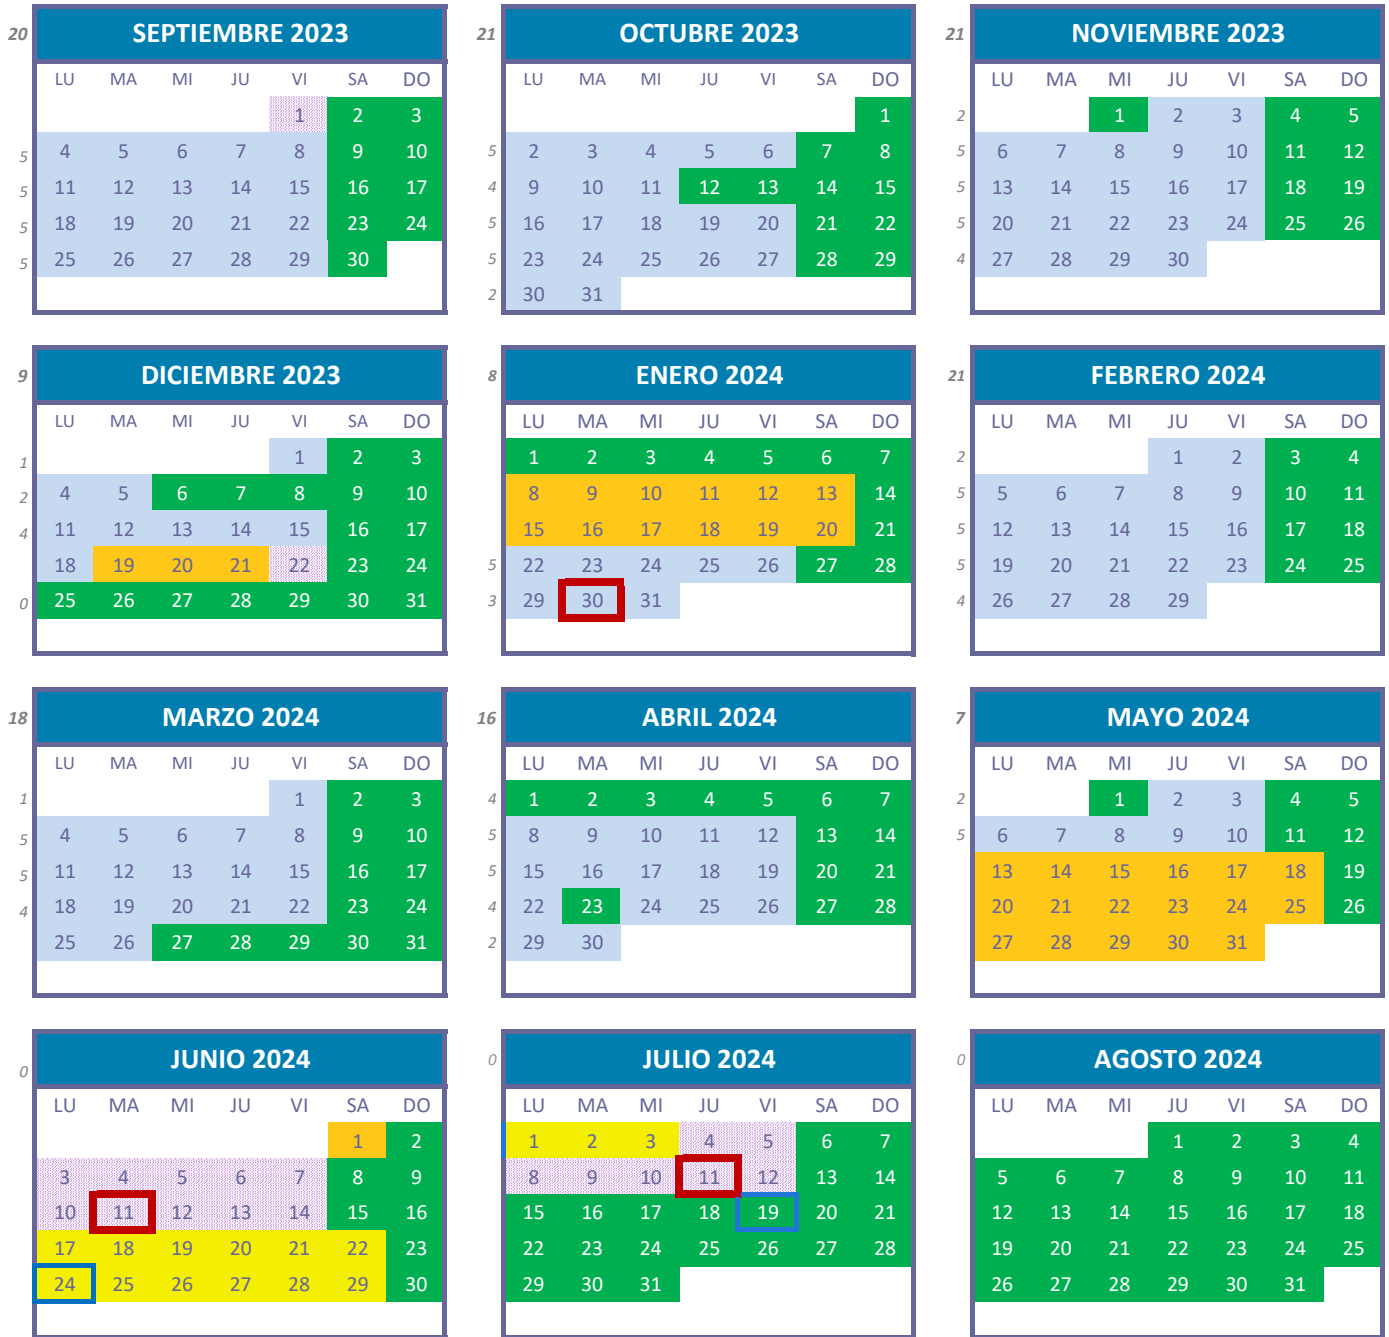 20 SEPTIEMBRE 2023
LU MA MI JU VI SA DO
1 2 3
5 4 5 6 7 8 9 10
5 11 12 13 14 15 16 17
5 18 19 20 21 22 23 24
5 25 26 27 28 29 30
21 OCTUBRE 2023
LU MA MI JU VI SA DO
1
5 2 3 4 5 6 7 8
4 9 10 11 12 13 14 15
5 16 17 18 19 20 21 22
5 23 24 25 26 27 28 29
2 30 31
21 NOVIEMBRE 2023
LU MA MI JU VI SA DO
2 1 2 3 4 5
5 6 7 8 9 10 11 12
5 13 14 15 16 17 18 19
5 20 21 22 23 24 25 26
4 27 28 29 30
9 DICIEMBRE 2023
LU MA MI JU VI SA DO
1 1 2 3
2 4 5 6 7 8 9 10
4 11 12 13 14 15 16 17
18 19 20 21 22 23 24
0 25 26 27 28 29 30 31
8 ENERO 2024
LU MA MI JU VI SA DO
1 2 3 4 5 6 7
8 9 10 11 12 13 14
15 16 17 18 19 20 21
5 22 23 24 25 26 27 28
3 29 30 31
21 FEBRERO 2024
LU MA MI JU VI SA DO
2 1 2 3 4
5 5 6 7 8 9 10 11
5 12 13 14 15 16 17 18
5 19 20 21 22 23 24 25
4 26 27 28 29
18 MARZO 2024
LU MA MI JU VI SA DO
1 1 2 3
5 4 5 6 7 8 9 10
5 11 12 13 14 15 16 17
4 18 19 20 21 22 23 24
25 26 27 28 29 30 31
16 ABRIL 2024
LU MA MI JU VI SA DO
4 1 2 3 4 5 6 7
5 8 9 10 11 12 13 14
5 15 16 17 18 19 20 21
4 22 23 24 25 26 27 28
2 29 30
7 MAYO 2024
LU MA MI JU VI SA DO
2 1 2 3 4 5
5 6 7 8 9 10 11 12
13 14 15 16 17 18 19
20 21 22 23 24 25 26
27 28 29 30 31
0 JUNIO 2024
LU MA MI JU VI SA DO
1 2
3 4 5 6 7 8 9
10 11 12 13 14 15 16
17 18 19 20 21 22 23
24 25 26 27 28 29 30
0 JULIO 2024
LU MA MI JU VI SA DO
1 2 3 4 5 6 7
8 9 10 11 12 13 14
15 16 17 18 19 20 21
22 23 24 25 26 27 28
29 30 31
0 AGOSTO 2024
LU MA MI JU VI SA DO
1 2 3 4
5 6 7 8 9 10 11
12 13 14 15 16 17 18
19 20 21 22 23 24 25
26 27 28 29 30 31